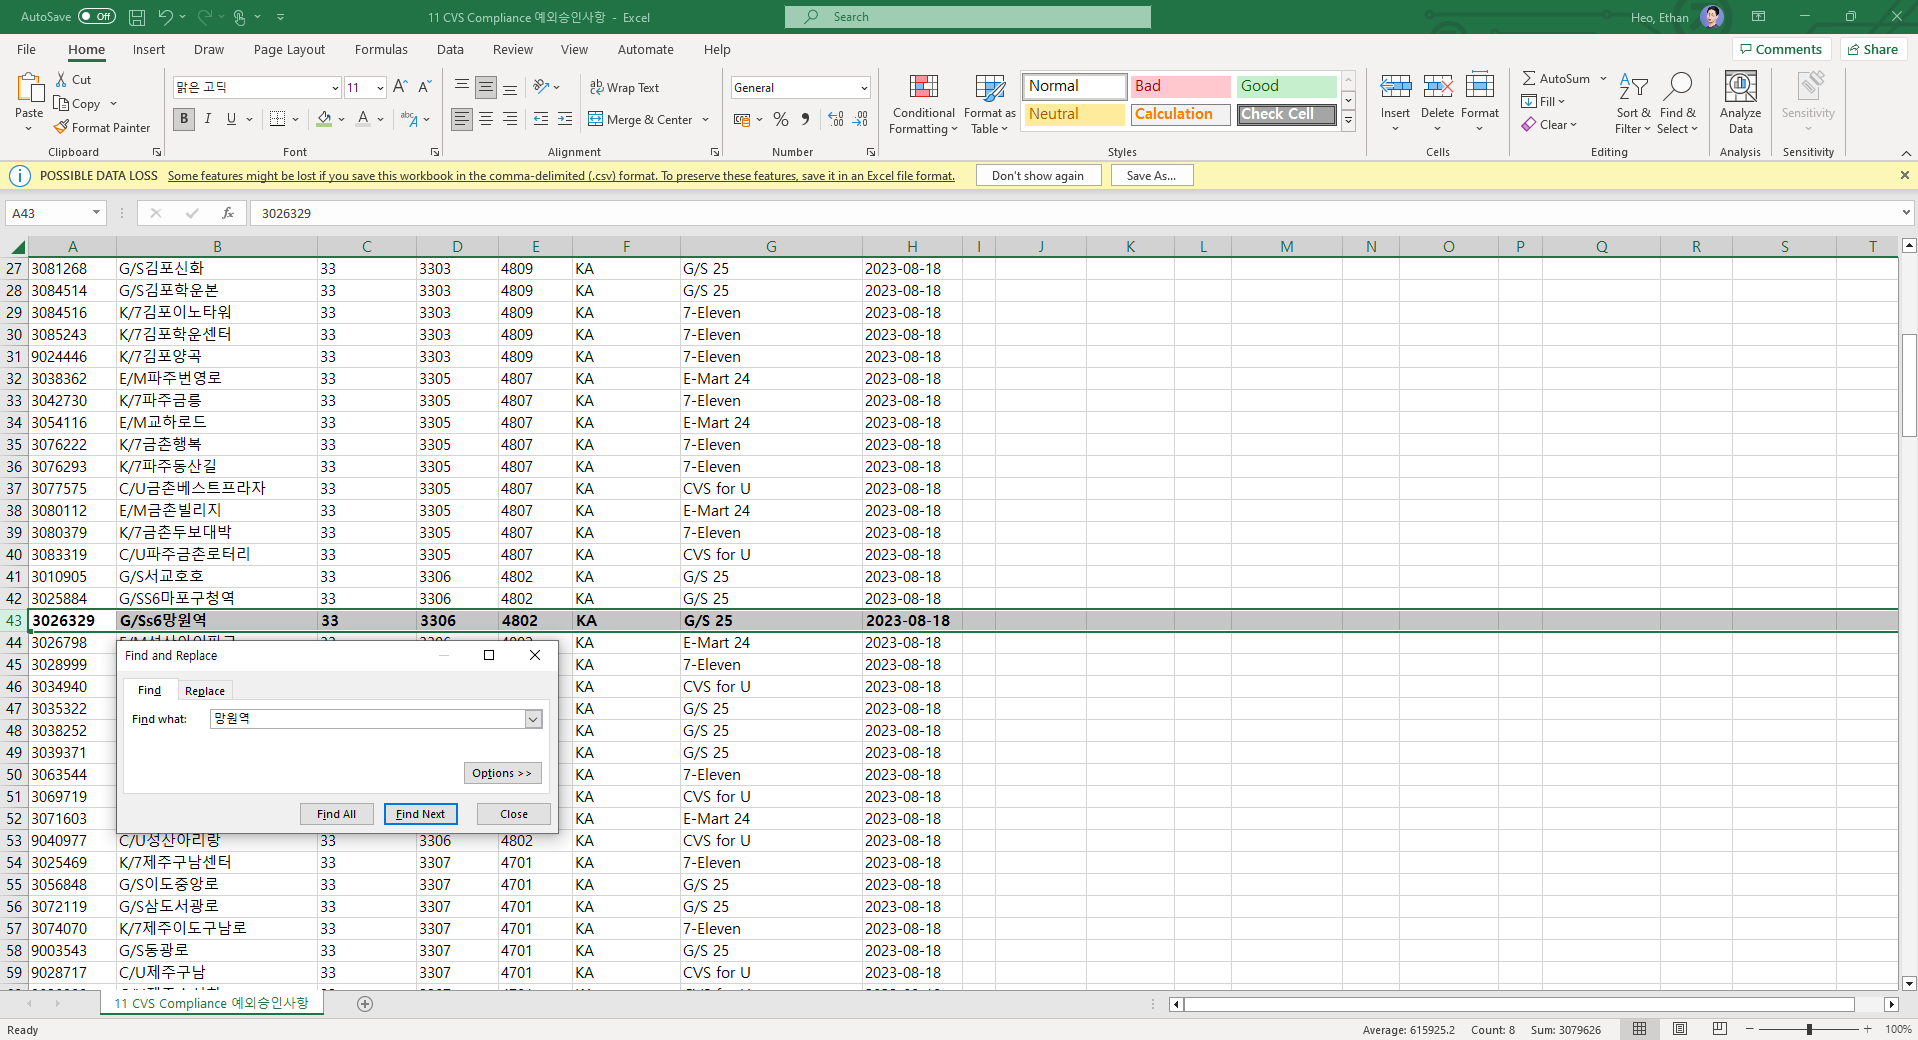 AutoSave Off 11 CVS Compliance 예외승인사항 - Excel Search Heo, Ethan
File Home Insert Draw Page Layout Formulas Data Review View Automate Help Comments Share
Paste Cut Copy Format Painter Clipboard
맑은 고딕 11 B I U Font
Wrap Text Merge & Center Alignment
General % Number
Conditional Formatting Format as Table Normal Bad Good Neutral Calculation Check Cell Styles
Insert Delete Format Cells
AutoSum Fill Clear Sort & Filter Find & Select Editing
Analyze Data Analysis
Sensitivity Sensitivity
POSSIBLE DATA LOSS Some features might be lost if you save this workbook in the comma-delimited (.csv) format. To preserve these features, save it in an Excel file format. Don't show again Save As...
A43 fx 3026329
A B C D E F G H I J K L M N O P Q R S T
27 3081268 G/S김포신화 33 3303 4809 KA G/S 25 2023-08-18
28 3084514 G/S김포학운본 33 3303 4809 KA G/S 25 2023-08-18
29 3084516 K/7김포이노타워 33 3303 4809 KA 7-Eleven 2023-08-18
30 3085243 K/7김포학운센터 33 3303 4809 KA 7-Eleven 2023-08-18
31 9024446 K/7김포양곡 33 3303 4809 KA 7-Eleven 2023-08-18
32 3038362 E/M파주번영로 33 3305 4807 KA E-Mart 24 2023-08-18
33 3042730 K/7파주금릉 33 3305 4807 KA 7-Eleven 2023-08-18
34 3054116 E/M교하로드 33 3305 4807 KA E-Mart 24 2023-08-18
35 3076222 K/7금촌행복 33 3305 4807 KA 7-Eleven 2023-08-18
36 3076293 K/7파주동산길 33 3305 4807 KA 7-Eleven 2023-08-18
37 3077575 C/U금촌베스트프라자 33 3305 4807 KA CVS for U 2023-08-18
38 3080112 E/M금촌빌리지 33 3305 4807 KA E-Mart 24 2023-08-18
39 3080379 K/7금촌두보대박 33 3305 4807 KA 7-Eleven 2023-08-18
40 3083319 C/U파주금촌로터리 33 3305 4807 KA CVS for U 2023-08-18
41 3010905 G/S서교호호 33 3306 4802 KA G/S 25 2023-08-18
42 3025884 G/SS6마포구청역 33 3306 4802 KA G/S 25 2023-08-18
43 3026329 G/Ss6망원역 33 3306 4802 KA G/S 25 2023-08-18
44 3026798 KA E-Mart 24 2023-08-18
45 3028999 KA 7-Eleven 2023-08-18
46 3034940 KA CVS for U 2023-08-18
47 3035322 KA G/S 25 2023-08-18
48 3038252 KA G/S 25 2023-08-18
49 3039371 KA G/S 25 2023-08-18
50 3063544 KA 7-Eleven 2023-08-18
51 3069719 KA CVS for U 2023-08-18
52 3071603 KA E-Mart 24 2023-08-18
53 9040977 C/U성산아리랑 33 3306 4802 KA CVS for U 2023-08-18
54 3025469 K/7제주구남센터 33 3307 4701 KA 7-Eleven 2023-08-18
55 3056848 G/S이도중앙로 33 3307 4701 KA G/S 25 2023-08-18
56 3072119 G/S삼도서광로 33 3307 4701 KA G/S 25 2023-08-18
57 3074070 K/7제주이도구남로 33 3307 4701 KA 7-Eleven 2023-08-18
58 9003543 G/S동광로 33 3307 4701 KA G/S 25 2023-08-18
59 9028717 C/U제주구남 33 3307 4701 KA CVS for U 2023-08-18
Find and Replace
Find Replace
Find what: 망원역
Options >>
Find All Find Next Close
11 CVS Compliance 예외승인사항
Ready Average: 615925.2 Count: 8 Sum: 3079626 100%